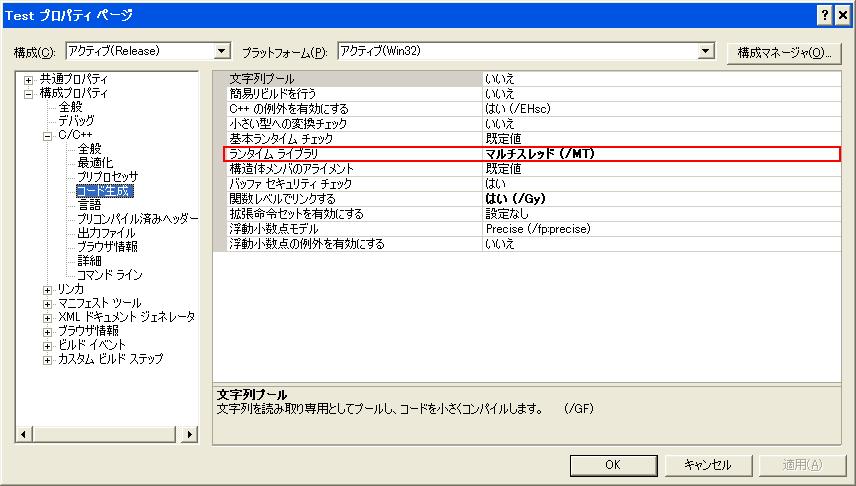 Test プロパティ ページ
構成(C): アクティブ(Release) プラットフォーム(P): アクティブ(Win32) 構成マネージャ(O)...
共通プロパティ
構成プロパティ
全般
デバッグ
C/C++
全般
最適化
プリプロセッサ
コード生成
言語
プリコンパイル済みヘッダー
出力ファイル
ブラウザ情報
詳細
コマンド ライン
リンカ
マニフェスト ツール
XML ドキュメント ジェネレータ
ブラウザ情報
ビルド イベント
カスタム ビルド ステップ
文字列プール いいえ
簡易リビルドを行う いいえ
C++ の例外を有効にする はい (/EHsc)
小さい型への変換チェック いいえ
基本ランタイム チェック 既定値
ランタイム ライブラリ マルチスレッド (/MT)
構造体メンバのアライメント 既定値
バッファ セキュリティ チェック はい
関数レベルでリンクする はい (/Gy)
拡張命令セットを有効にする 設定なし
浮動小数点モデル Precise (/fp:precise)
浮動小数点の例外を有効にする いいえ
文字列プール
文字列を読み取り専用としてプールし、コードを小さくコンパイルします。 (/GF)
OK キャンセル 適用(A)